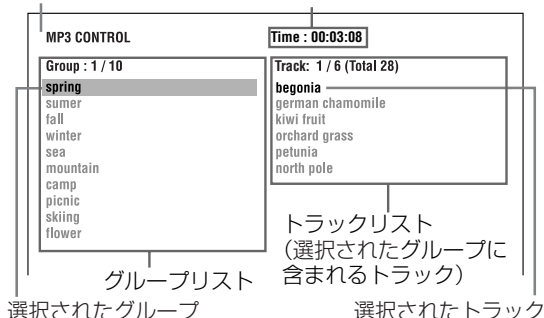 MP3 CONTROL
Time : 00:03:08
Group : 1 / 10
spring
sumer
fall
winter
sea
mountain
camp
picnic
skiing
flower
Track: 1 / 6 (Total 28)
begonia
german chamomile
kiwi fruit
orchard grass
petunia
north pole
トラックリスト
(選択されたグループに
含まれるトラック)
グループリスト
選択されたグループ
選択されたトラック